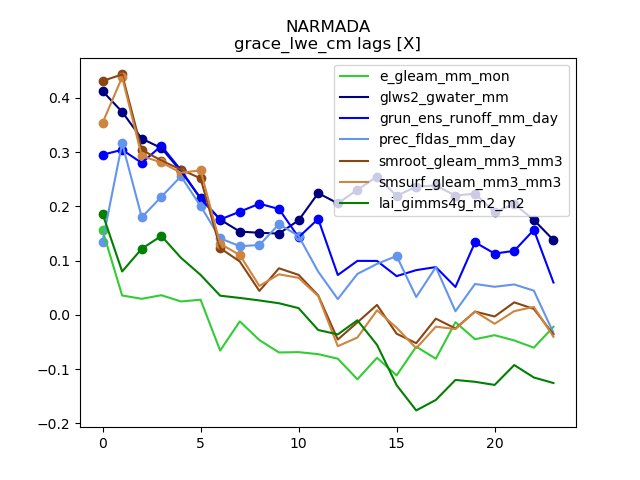 NARMADA
grace_lwe_cm lags [X]
e_gleam_mm_mon
glws2_gwater_mm
grun_ens_runoff_mm_day
prec_fldas_mm_day
smroot_gleam_mm3_mm3
smsurf_gleam_mm3_mm3
lai_gimms4g_m2_m2
0.4
0.3
0.2
0.1
0.0
−0.1
−0.2
0 5 10 15 20